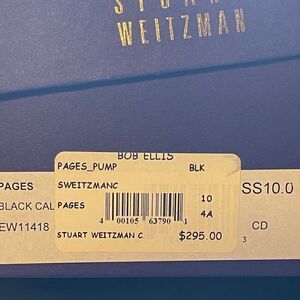 STUART
WEITZMAN
BOB ELLIS
PAGES_PUMP BLK
SWEITZMANC
PAGES 10
4A
4 00105 63790 1
STUART WEITZMAN C. $295.00
PAGES
BLACK CAL
EW11418
SS10.0
CD
3